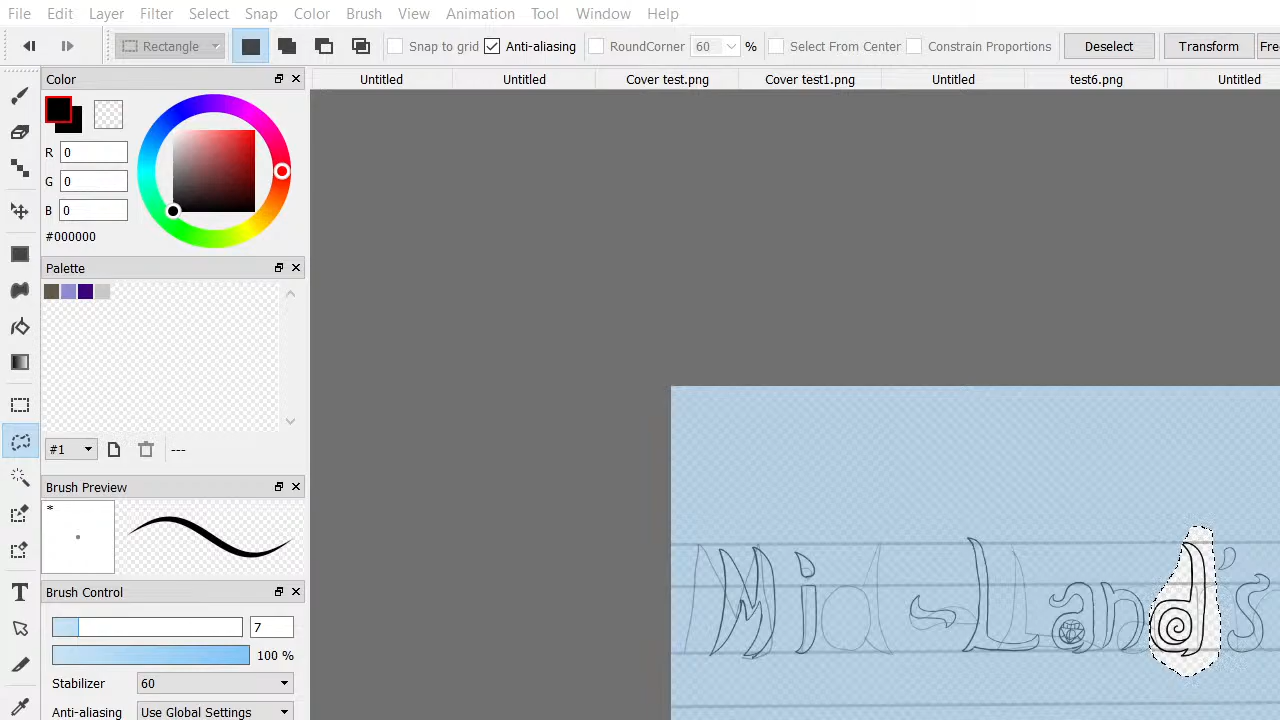 File Edit Layer Filter Select Snap Color Brush View Animation Tool Window Help
Rectangle Snap to grid Anti-aliasing RoundCorner 60 % Select From Center Constrain Proportions Deselect Transform Fre
Color Untitled Untitled Cover test.png Cover test1.png Untitled test6.png Untitled
R 0
G 0
B 0
#000000
Palette
#1 ---
Brush Preview
*
Mid-Land's
Brush Control
7
100 %
Stabilizer 60
Anti-aliasing Use Global Settings